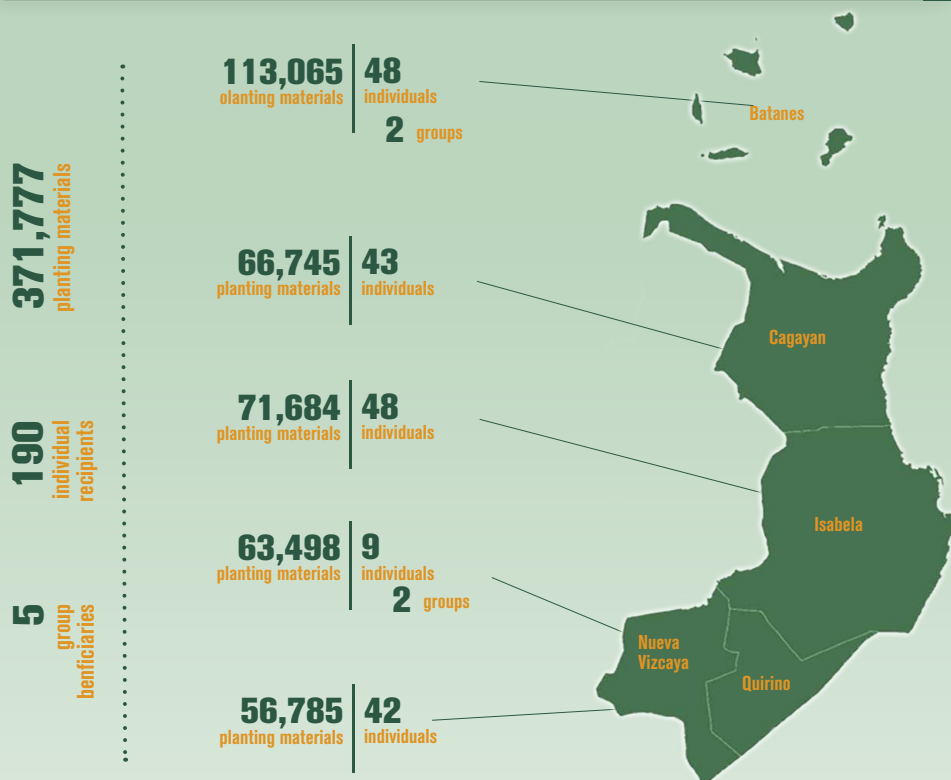 371,777
planting materials
190
individual
recipients
5
group
benficiaries
113,065
olanting materials
48
individuals
2 groups
66,745
planting materials
43
individuals
71,684
planting materials
48
individuals
63,498
planting materials
9
individuals
2 groups
56,785
planting materials
42
individuals
Batanes
Cagayan
Isabela
Nueva
Vizcaya
Quirino